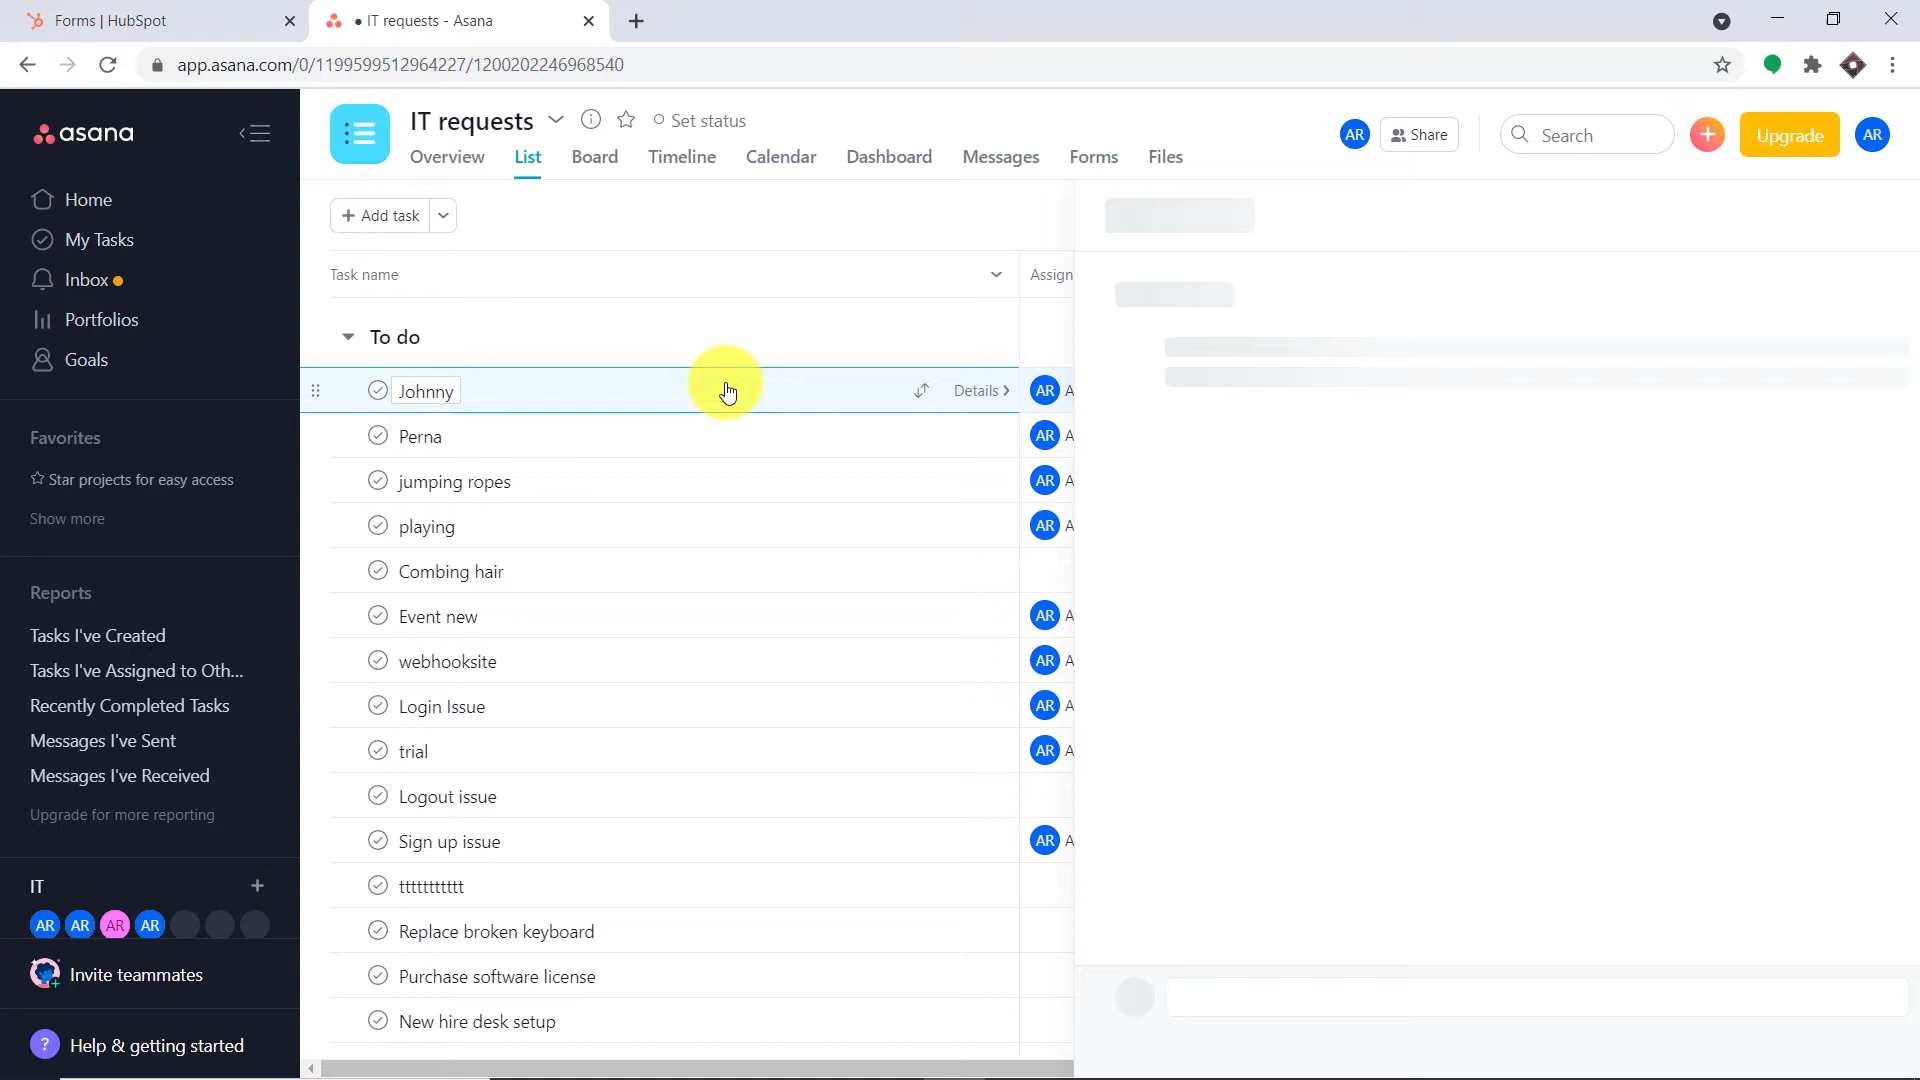 Forms | HubSpot
• IT requests - Asana
app.asana.com/0/1199599512964227/1200202246968540
asana
Home
My Tasks
Inbox
Portfolios
Goals
Favorites
Star projects for easy access
Show more
Reports
Tasks I've Created
Tasks I've Assigned to Oth...
Recently Completed Tasks
Messages I've Sent
Messages I've Received
Upgrade for more reporting
IT
AR AR AR AR
Invite teammates
? Help & getting started
IT requests
Set status
Overview List Board Timeline Calendar Dashboard Messages Forms Files
AR Share Search Upgrade AR
+ Add task
Task name Assign
To do
Johnny Details AR A
Perna AR A
jumping ropes AR A
playing AR A
Combing hair
Event new AR A
webhooksite AR A
Login Issue AR A
trial AR A
Logout issue
Sign up issue AR A
ttttttttttt
Replace broken keyboard
Purchase software license
New hire desk setup